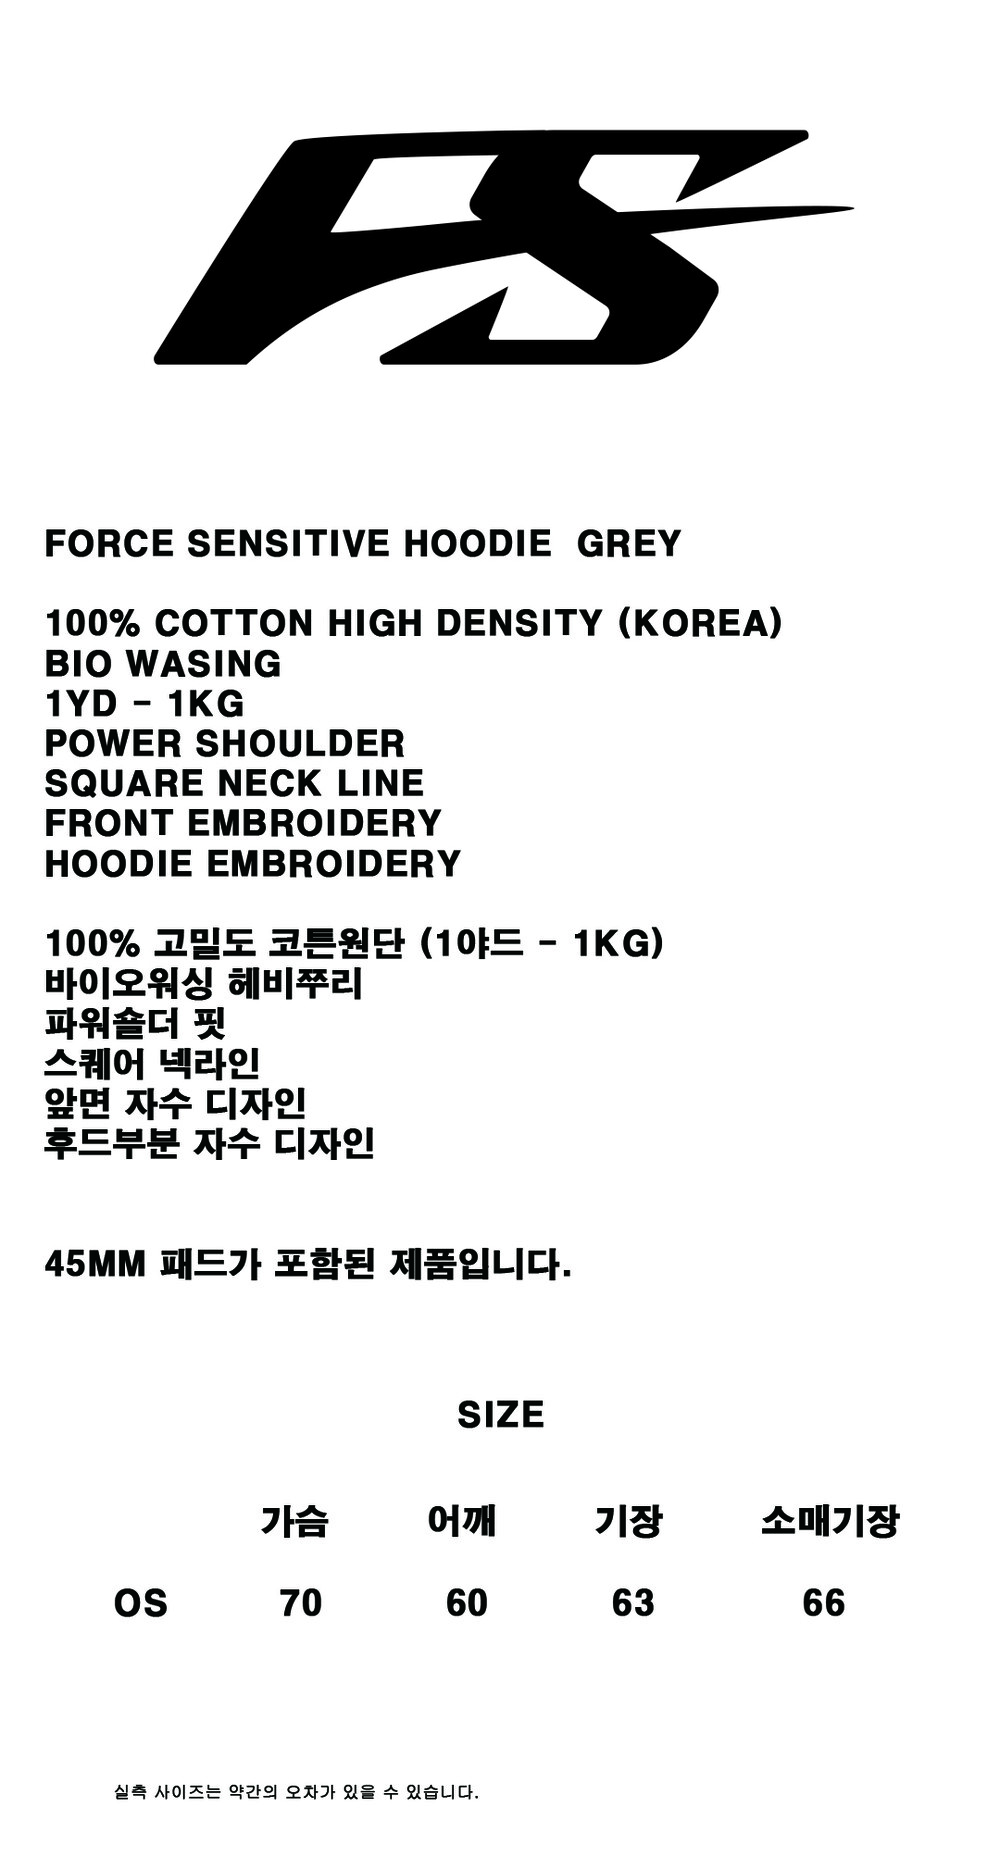 FS
FORCE SENSITIVE HOODIE GREY
100% COTTON HIGH DENSITY (KOREA)
BIO WASING
1YD - 1KG
POWER SHOULDER
SQUARE NECK LINE
FRONT EMBROIDERY
HOODIE EMBROIDERY
100% 고밀도 코튼원단 (1야드 - 1KG)
바이오워싱 헤비쭈리
파워숄더 핏
스퀘어 넥라인
앞면 자수 디자인
후드부분 자수 디자인
45MM 패드가 포함된 제품입니다.
SIZE
가슴 어깨 기장 소매기장
OS 70 60 63 66
실측 사이즈는 약간의 오차가 있을 수 있습니다.